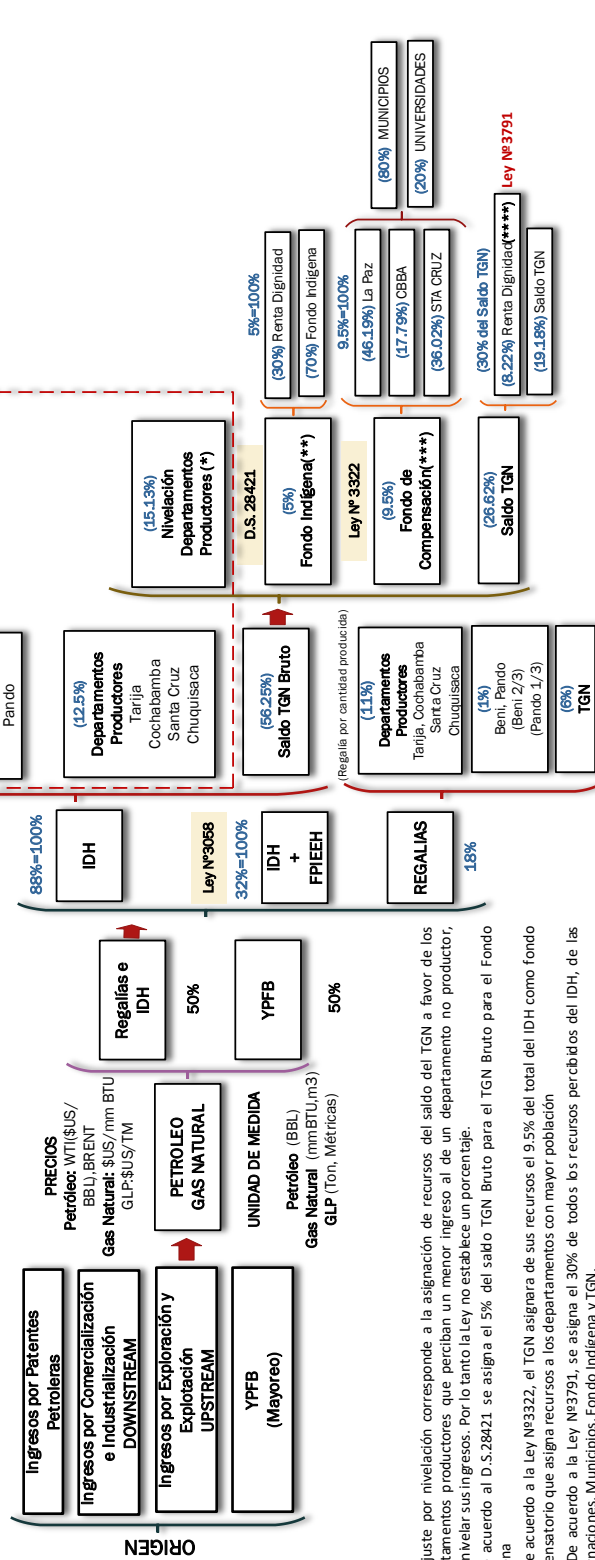 ORIGEN
Ingresos por Patentes
Petroleras
Ingresos por Comercialización
e Industrialización
DOWNSTREAM
Ingresos por Exploración y
Explotación
UPSTREAM
YPFB
(Mayoreo)
PRECIOS
Petróleo: WTI($US/
BBL),BRENT
Gas Natural: $US/mm BTU
GLP:$US/TM
PETROLEO
GAS NATURAL
UNIDAD DE MEDIDA
Petróleo (BBL)
Gas Natural (mmBTU,m3)
GLP (Ton, Métricas)
Regalías e
IDH
50%
YPFB
50%
88%=100%
IDH
Ley Nº3058
32%=100%
IDH
+
FPIEEH
REGALIAS
18%
Pando
(12.5%)
Departamentos
Productores
Tarija
Cochabamba
Santa Cruz
Chuquisaca
(56.25%)
Saldo TGN Bruto
(Regalía por cantidad producida)
(11%)
Departamentos
Productores
Tarija, Cochabamba
Santa Cruz
Chuquisaca
(1%)
Beni, Pando
(Beni 2/3)
(Pando 1/3)
(6%)
TGN
(15.13%)
Nivelación
Departamentos
Productores (*)
D.S. 28421
(5%)
Fondo Indígena(**)
Ley Nº 3322
(9.5%)
Fondo de
Compensación(***)
(26.62%)
Saldo TGN
5%=100%
(30%) Renta Dignidad
(70%) Fondo Indigena
9.5%=100%
(46.19%) La Paz
(17.79%) CBBA
(36.02%) STA CRUZ
(80%) MUNICIPIOS
(20%) UNIVERSIDADES
(30% del Saldo TGN)
(8.22%) Renta Dignidad(****)
Ley Nº3791
(19.18%) Saldo TGN
juste por nivelación corresponde a la asignación de recursos del saldo del TGN a favor de los
tamentos productores que perciban un menor ingreso al de un departamento no productor,
nivelar sus ingresos. Por lo tanto la Ley no establece un porcentaje.
acuerdo al D.S.28421 se asigna el 5% del saldo TGN Bruto para el TGN Bruto para el Fondo
na
e acuerdo a la Ley Nº3322, el TGN asignara de sus recursos el 9.5% del total del IDH como fondo
ensatorio que asigna recursos a los departamentos con mayor población
De acuerdo a la Ley Nº3791, se asigna el 30% de todos los recursos percibidos del IDH, de las
naciones, Municipios, Fondo Indígena y TGN.